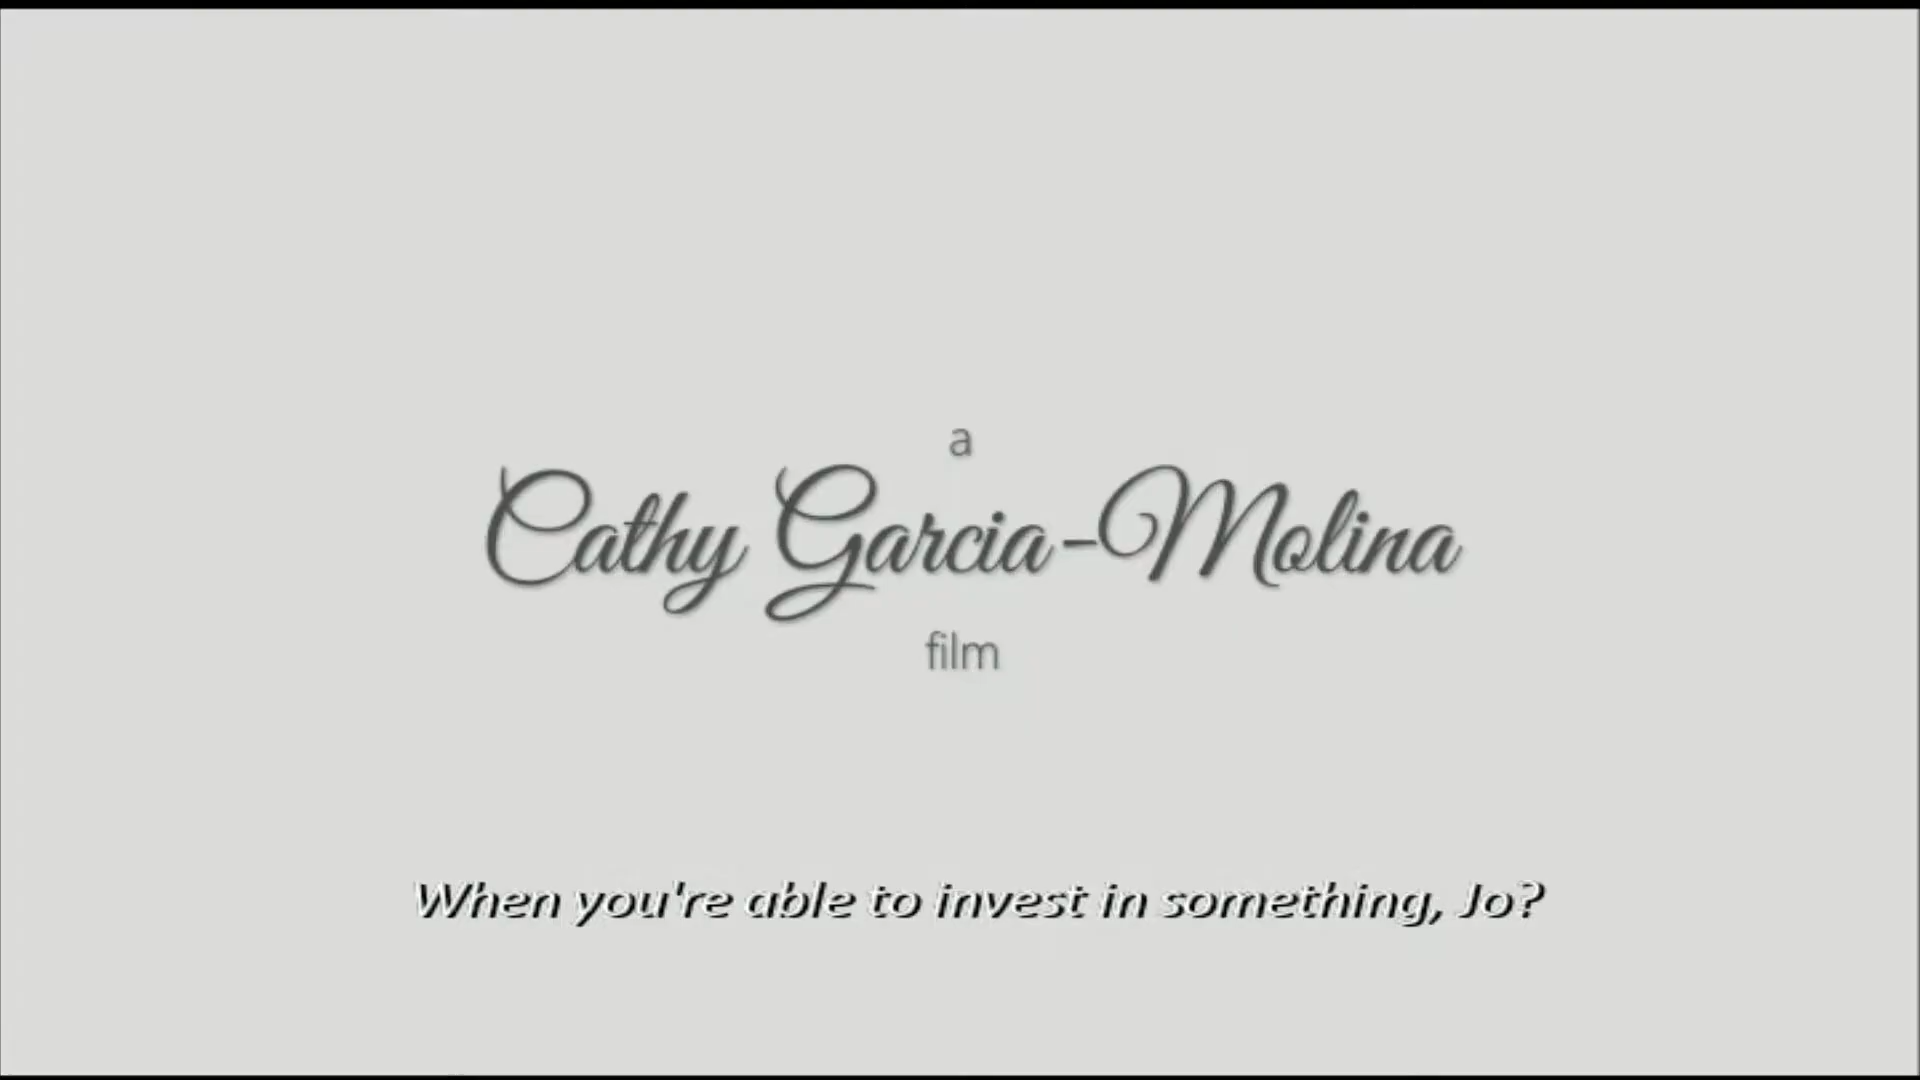 a
Cathy Garcia-Molina
film
When you're able to invest in something, Jo?